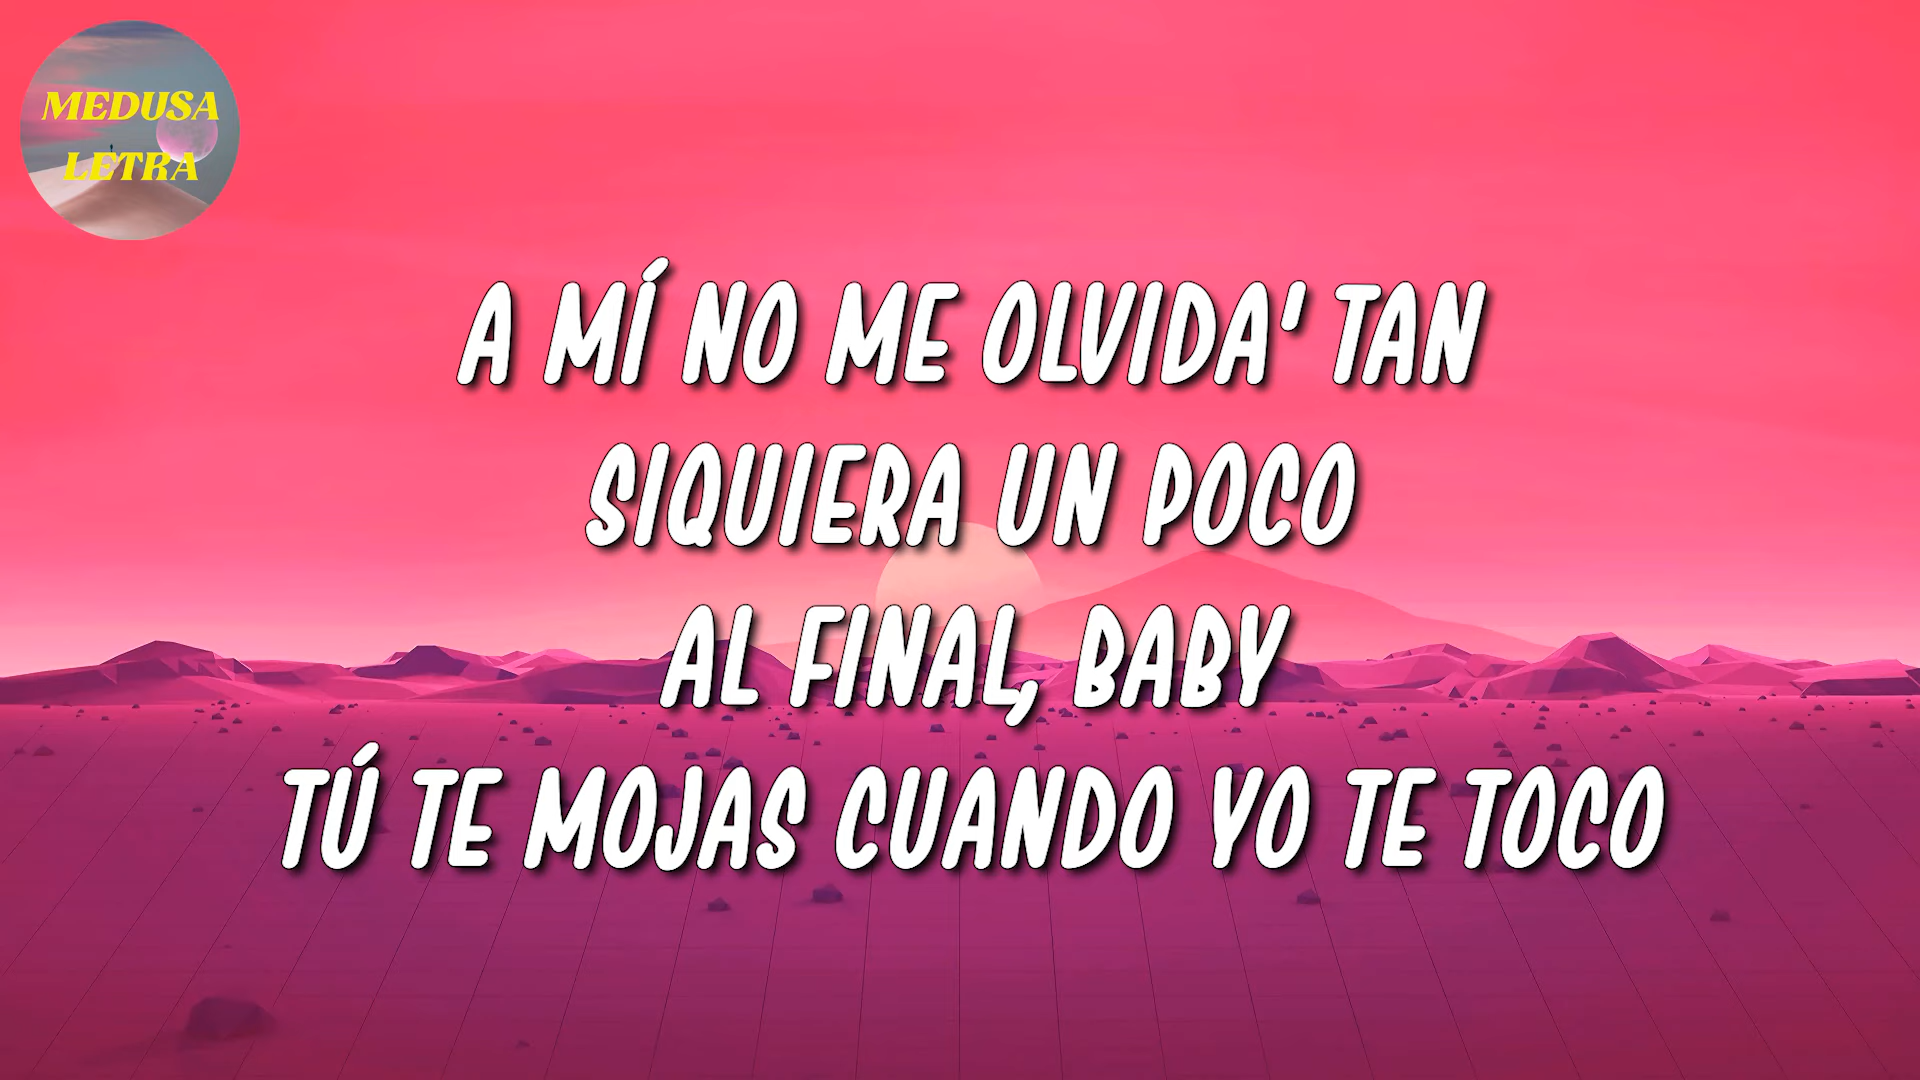 MEDUSA
LETRA
A MÍ NO ME OLVIDA' TAN
SIQUIERA UN POCO
AL FINAL, BABY
TÚ TE MOJAS CUANDO YO TE TOCO